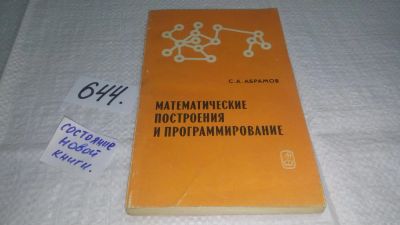 С.А. АБРАМОВ
МАТЕМАТИЧЕСКИЕ
ПОСТРОЕНИЯ
И ПРОГРАММИРОВАНИЕ
644.
СОСТОЯНИЕ
НОВОЙ
КНИГИ.